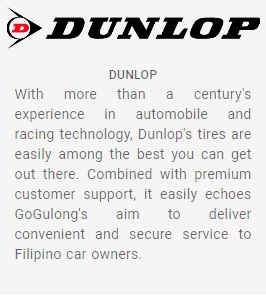 D DUNLOP
DUNLOP
With more than a century's
experience in automobile and
racing technology, Dunlop's tires are
easily among the best you can get
out there. Combined with premium
customer support, it easily echoes
GoGulong's aim to deliver
convenient and secure service to
Filipino car owners.